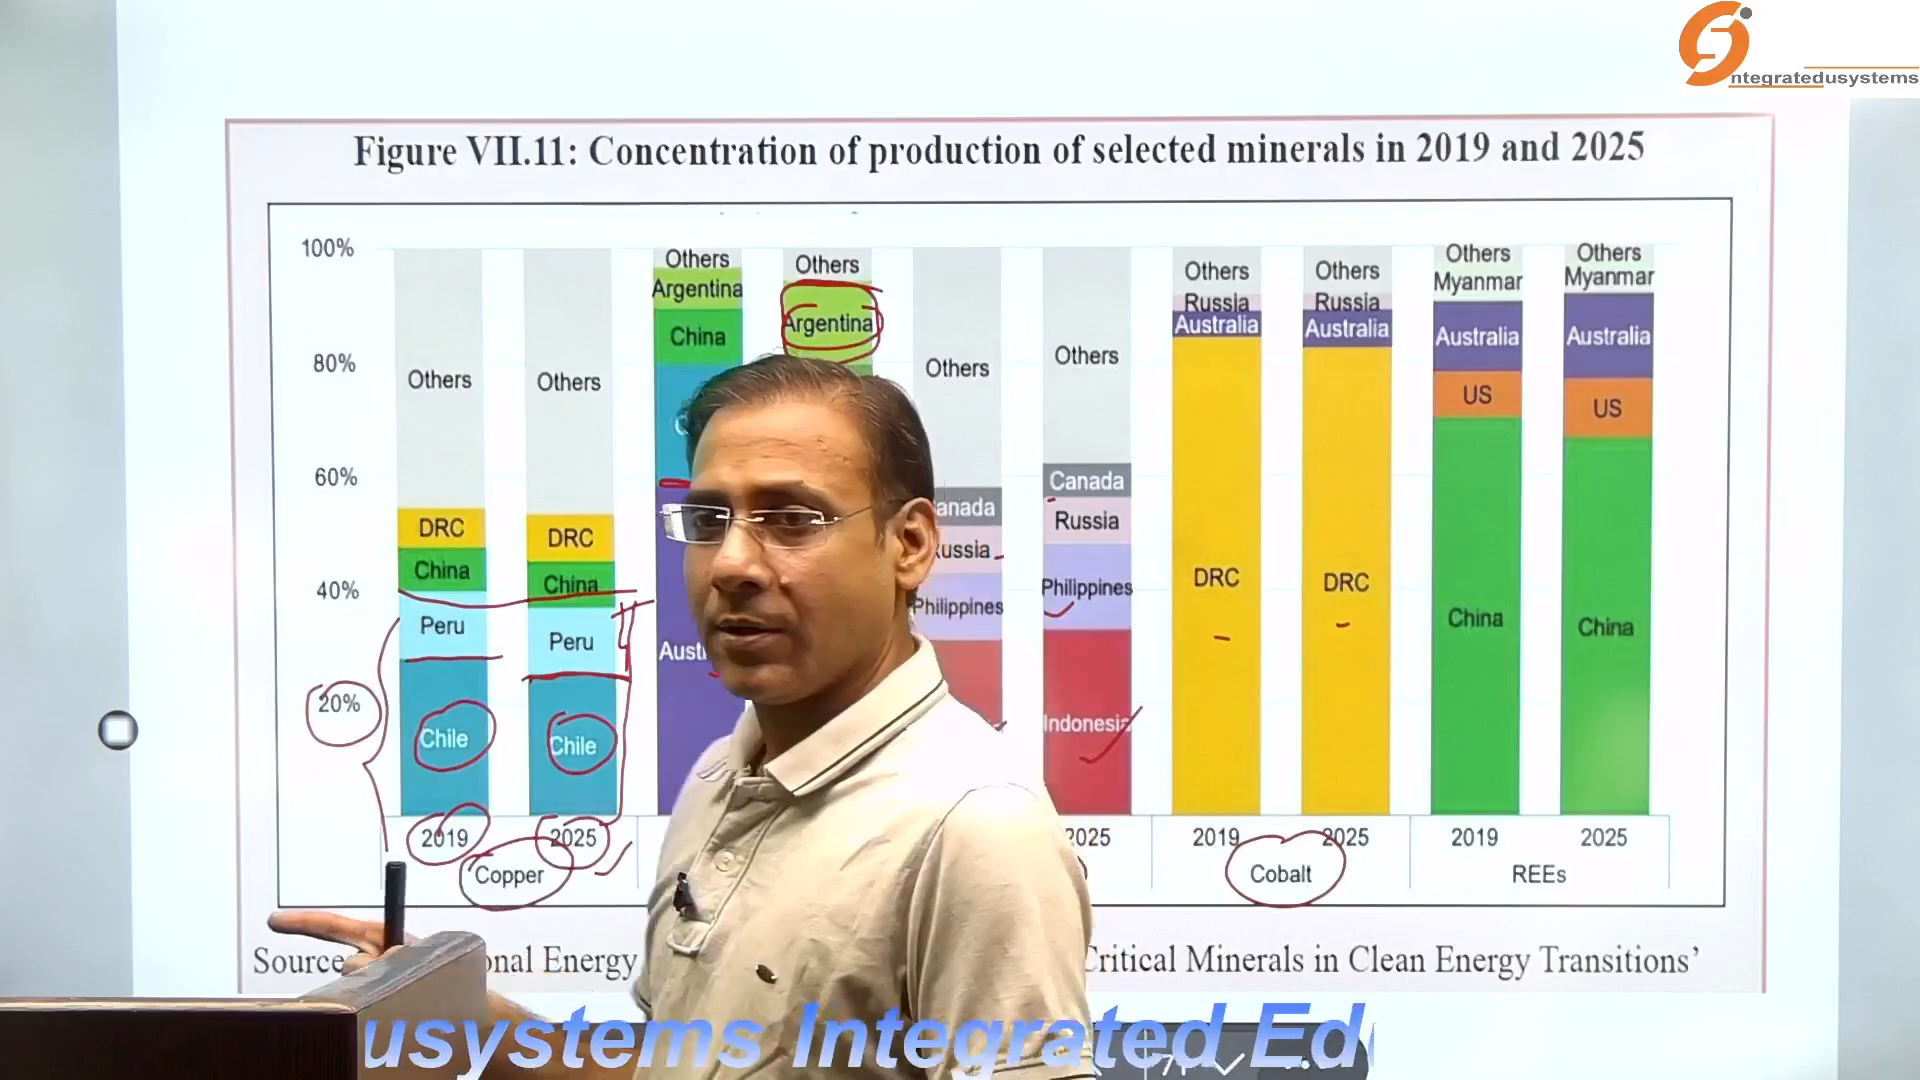 ntegratedusystems
Figure VII.11: Concentration of production of selected minerals in 2019 and 2025
100%
80%
60%
40%
20%
Others
DRC
China
Peru
Chile
2019
Others
DRC
China
Peru
Chile
2025
Copper
Others
Argentina
China
Others
Argentina
Others
Philippines
Others
Canada
Russia
Philippines
Indonesia
2025
Others
Russia
Australia
DRC
2019
Others
Russia
Australia
DRC
2025
Cobalt
Others
Myanmar
Australia
US
China
2019
Others
Myanmar
Australia
US
China
2025
REEs
Source onal Energy Critical Minerals in Clean Energy Transitions’
usystems Integrated Ed